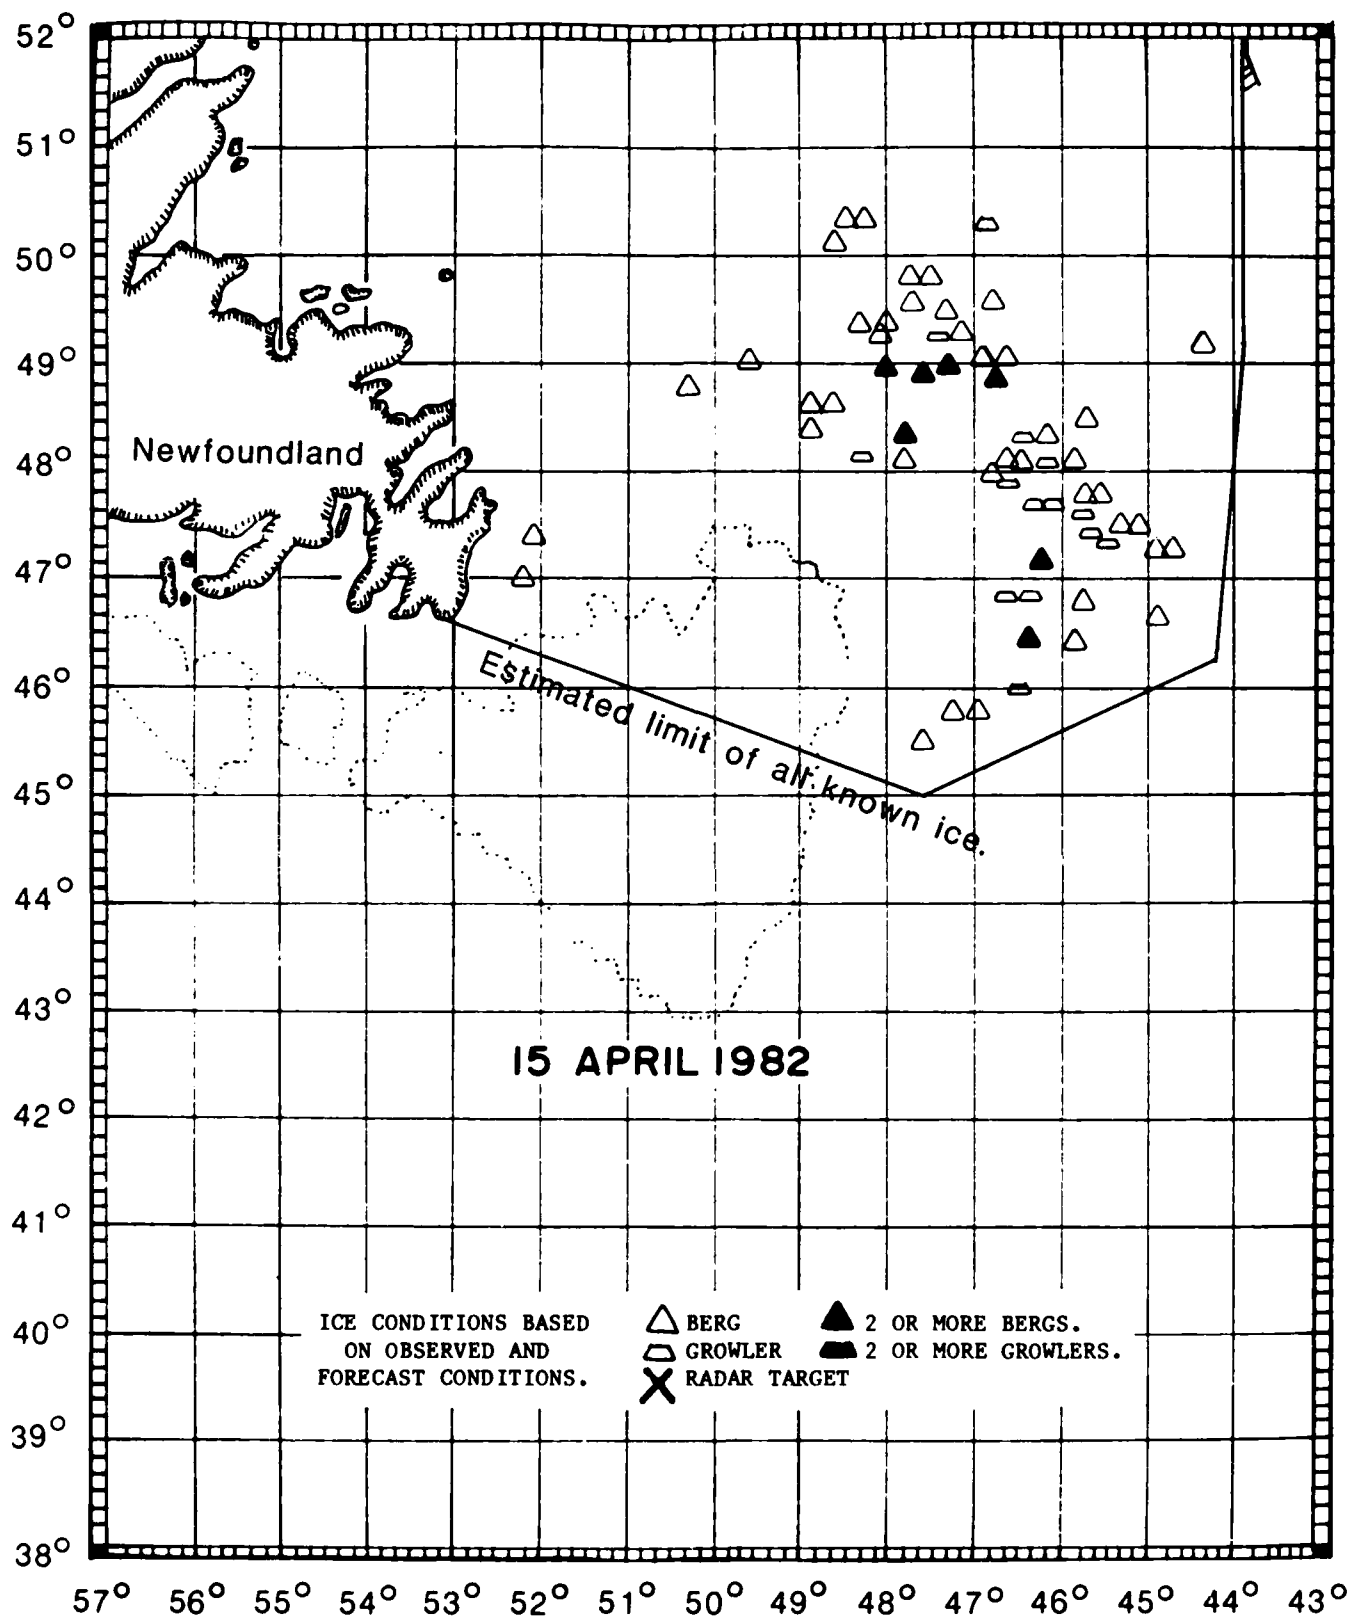 52°
51°
50°
49°
48°
47°
46°
45°
44°
43°
42°
41°
40°
39°
38°
Newfoundland
Estimated limit of all known ice.
15 APRIL 1982
ICE CONDITIONS BASED
ON OBSERVED AND
FORECAST CONDITIONS.
BERG
GROWLER
RADAR TARGET
2 OR MORE BERGS.
2 OR MORE GROWLERS.
57° 56° 55° 54° 53° 52° 51° 50° 49° 48° 47° 46° 45° 44° 43°